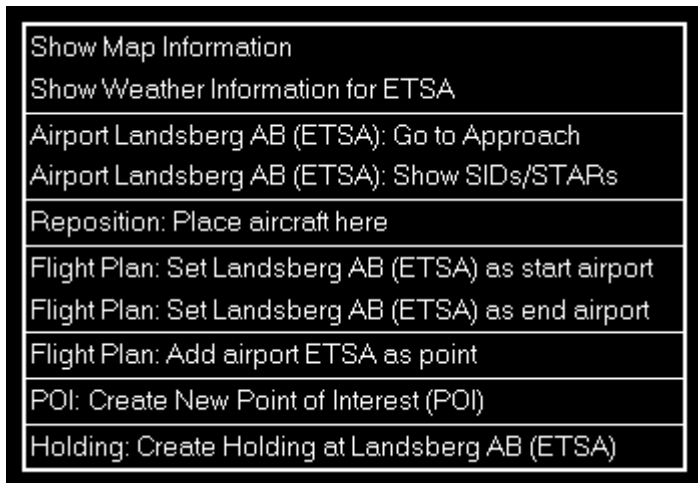 Show Map Information
Show Weather Information for ETSA
Airport Landsberg AB (ETSA): Go to Approach
Airport Landsberg AB (ETSA): Show SIDs/STARs
Reposition: Place aircraft here
Flight Plan: Set Landsberg AB (ETSA) as start airport
Flight Plan: Set Landsberg AB (ETSA) as end airport
Flight Plan: Add airport ETSA as point
POI: Create New Point of Interest (POI)
Holding: Create Holding at Landsberg AB (ETSA)